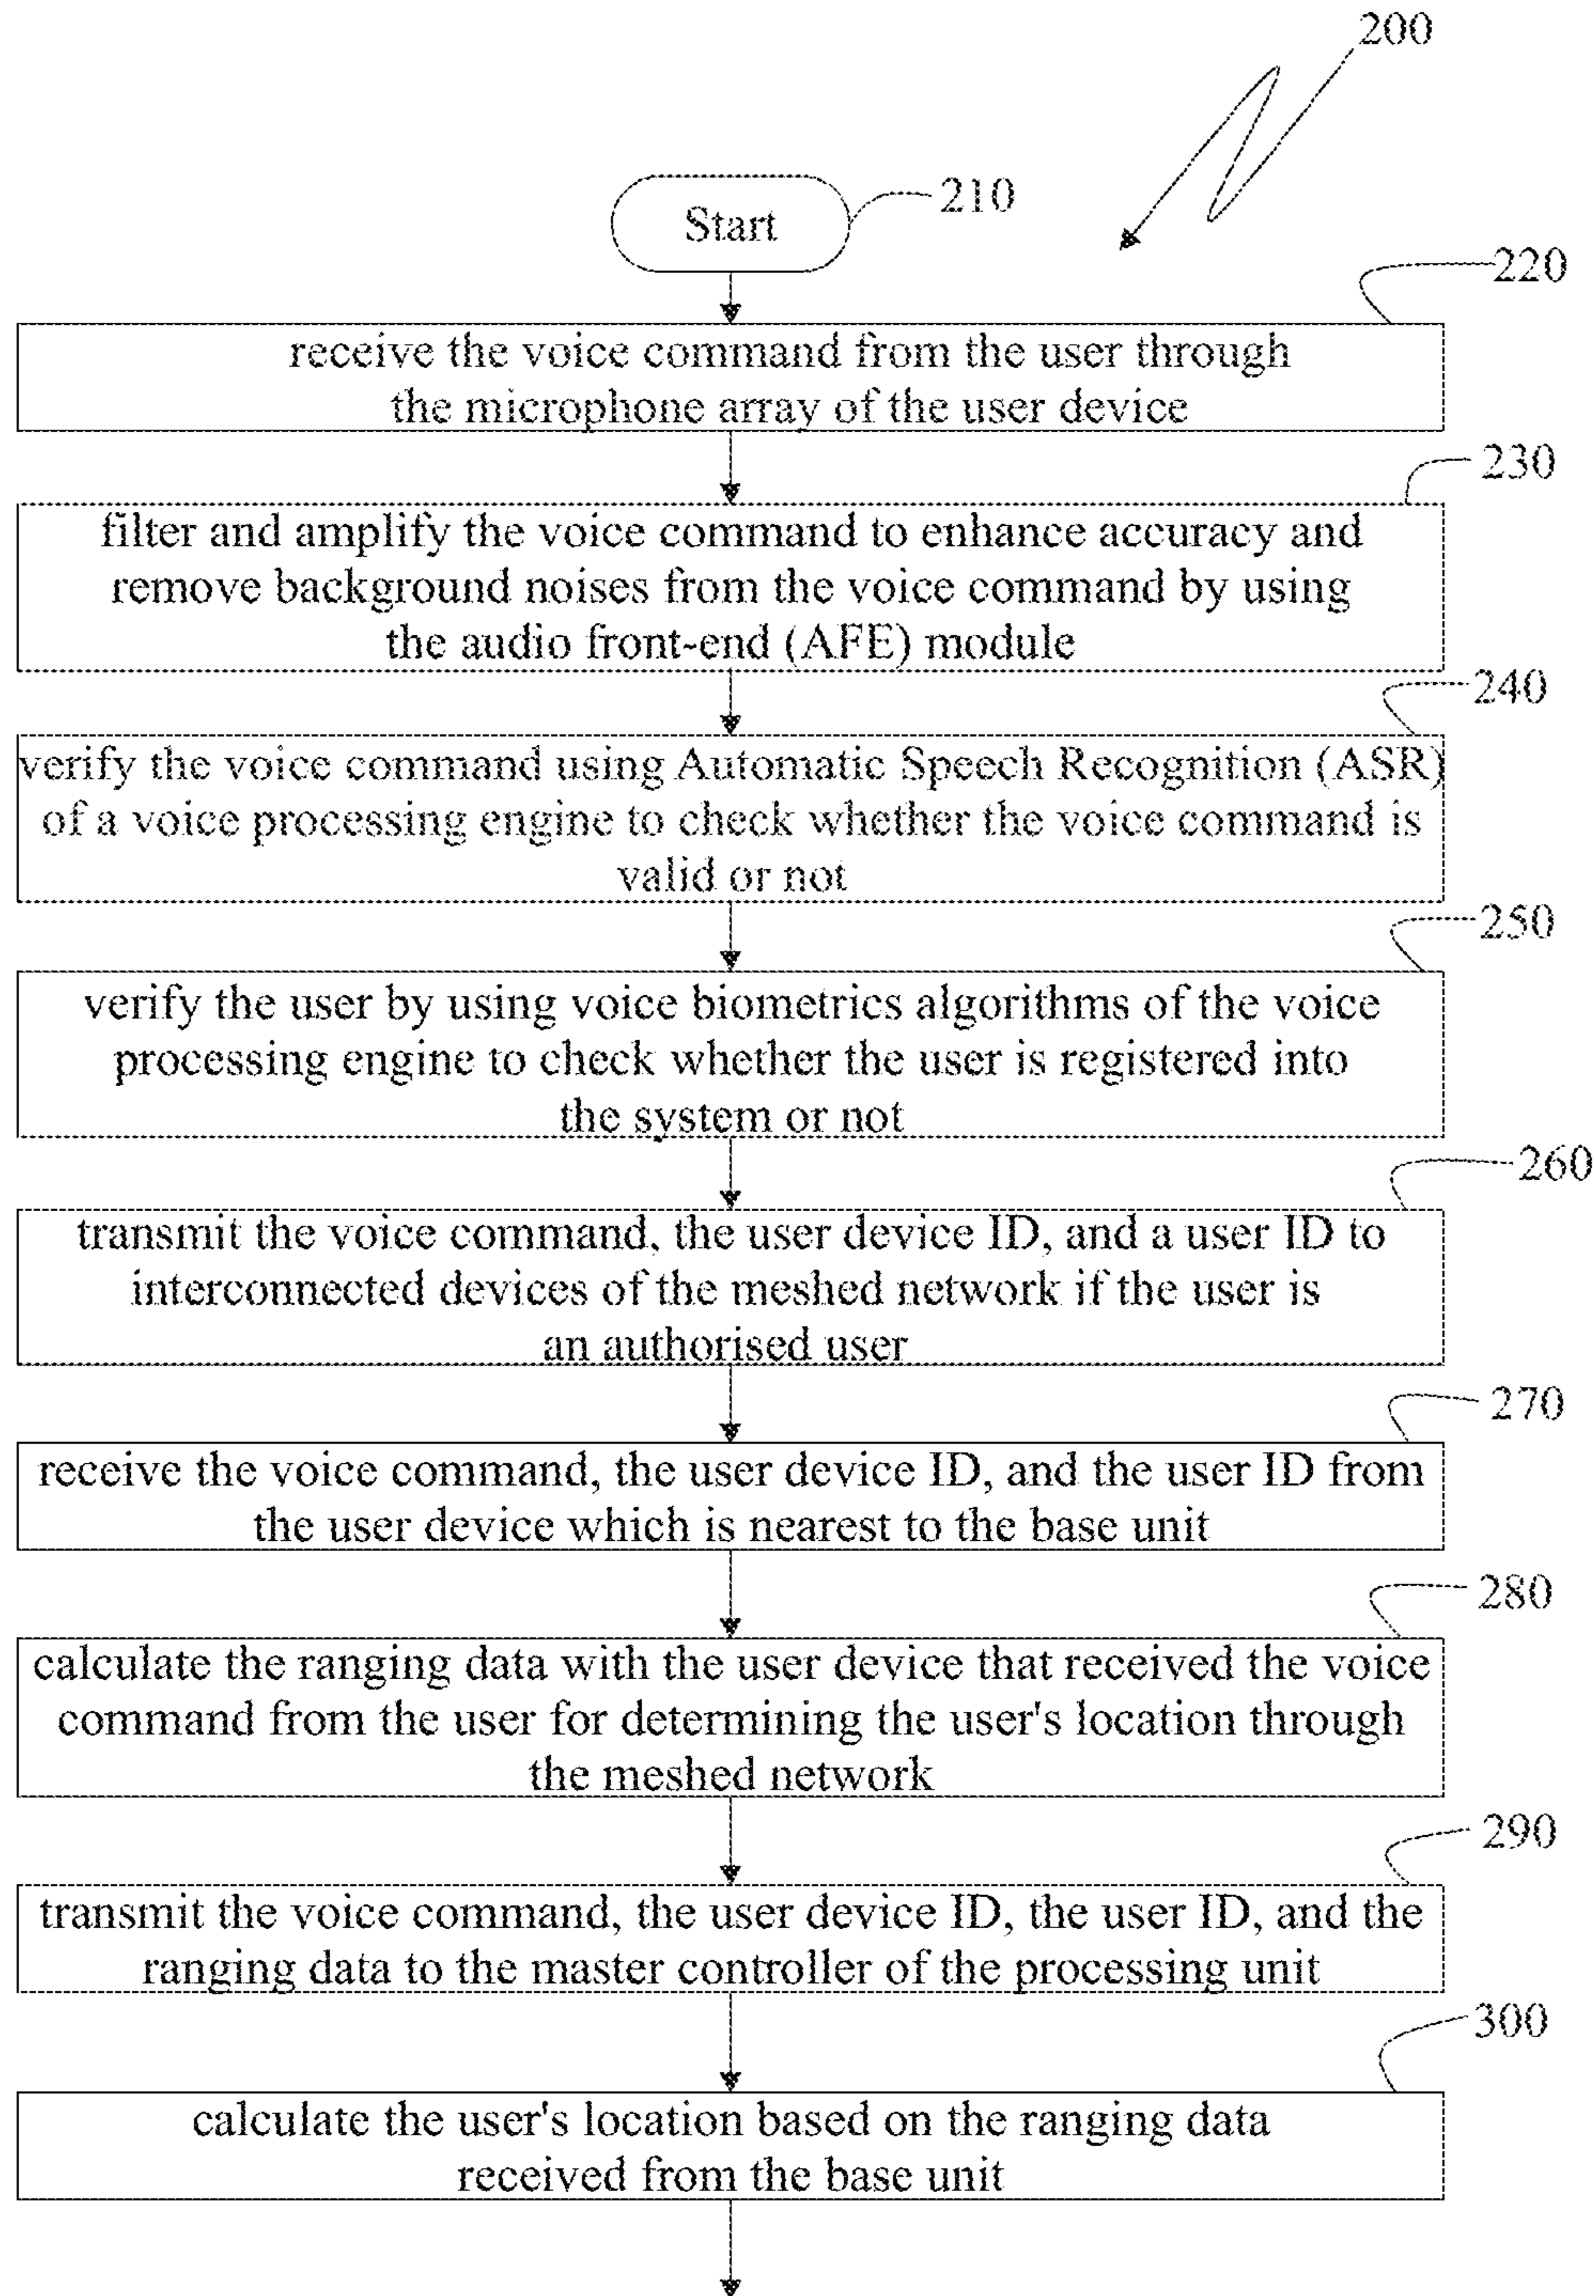 200
Start
210
220
receive the voice command from the user through
the microphone array of the user device
230
filter and amplify the voice command to enhance accuracy and
remove background noises from the voice command by using
the audio front-end (AFE) module
240
verify the voice command using Automatic Speech Recognition (ASR)
of a voice processing engine to check whether the voice command is
valid or not
250
verify the user by using voice biometrics algorithms of the voice
processing engine to check whether the user is registered into
the system or not
260
transmit the voice command, the user device ID, and a user ID to
interconnected devices of the meshed network if the user is
an authorised user
270
receive the voice command, the user device ID, and the user ID from
the user device which is nearest to the base unit
280
calculate the ranging data with the user device that received the voice
command from the user for determining the user's location through
the meshed network
290
transmit the voice command, the user device ID, the user ID, and the
ranging data to the master controller of the processing unit
300
calculate the user's location based on the ranging data
received from the base unit